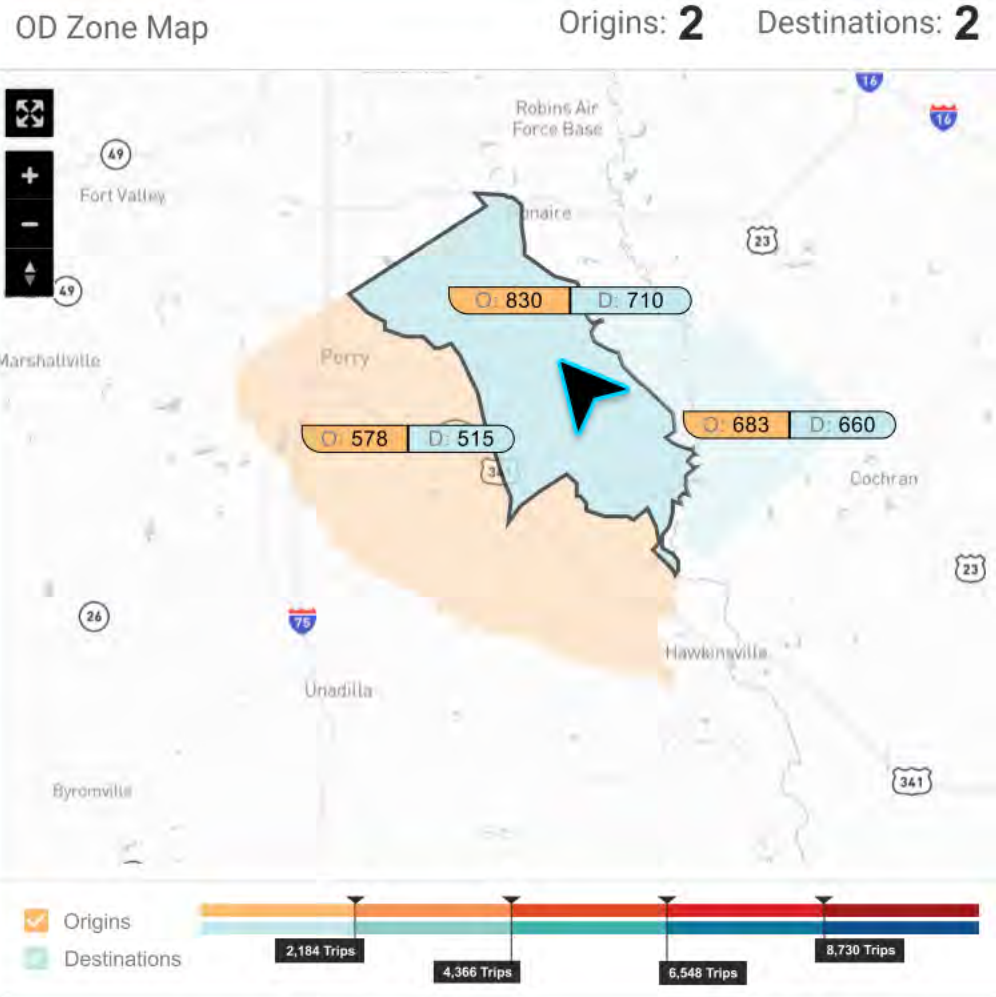 OD Zone Map
Origins: 2 Destinations: 2
16
Robins Air
Force Base
16
49
Fort Valley
23
49
O: 830 D: 710
Marshallville
Perry
O: 683 D: 660
O: 578 D: 515
Cochran
23
26
75
Hawkinsville
Unadilla
341
Byromville
Origins
Destinations
2,184 Trips
4,366 Trips
6,548 Trips
8,730 Trips